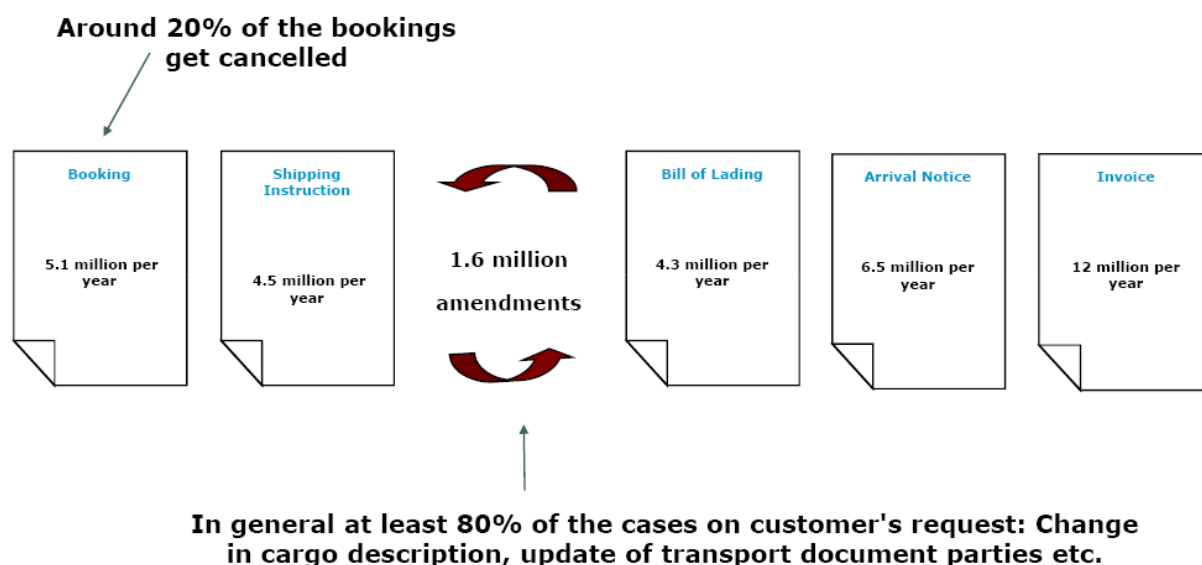 Around 20% of the bookings
get cancelled
Booking
5.1 million per
year
Shipping
Instruction
4.5 million per
year
1.6 million
amendments
Bill of Lading
4.3 million per
year
Arrival Notice
6.5 million per
year
Invoice
12 million per
year
In general at least 80% of the cases on customer's request: Change
in cargo description, update of transport document parties etc.